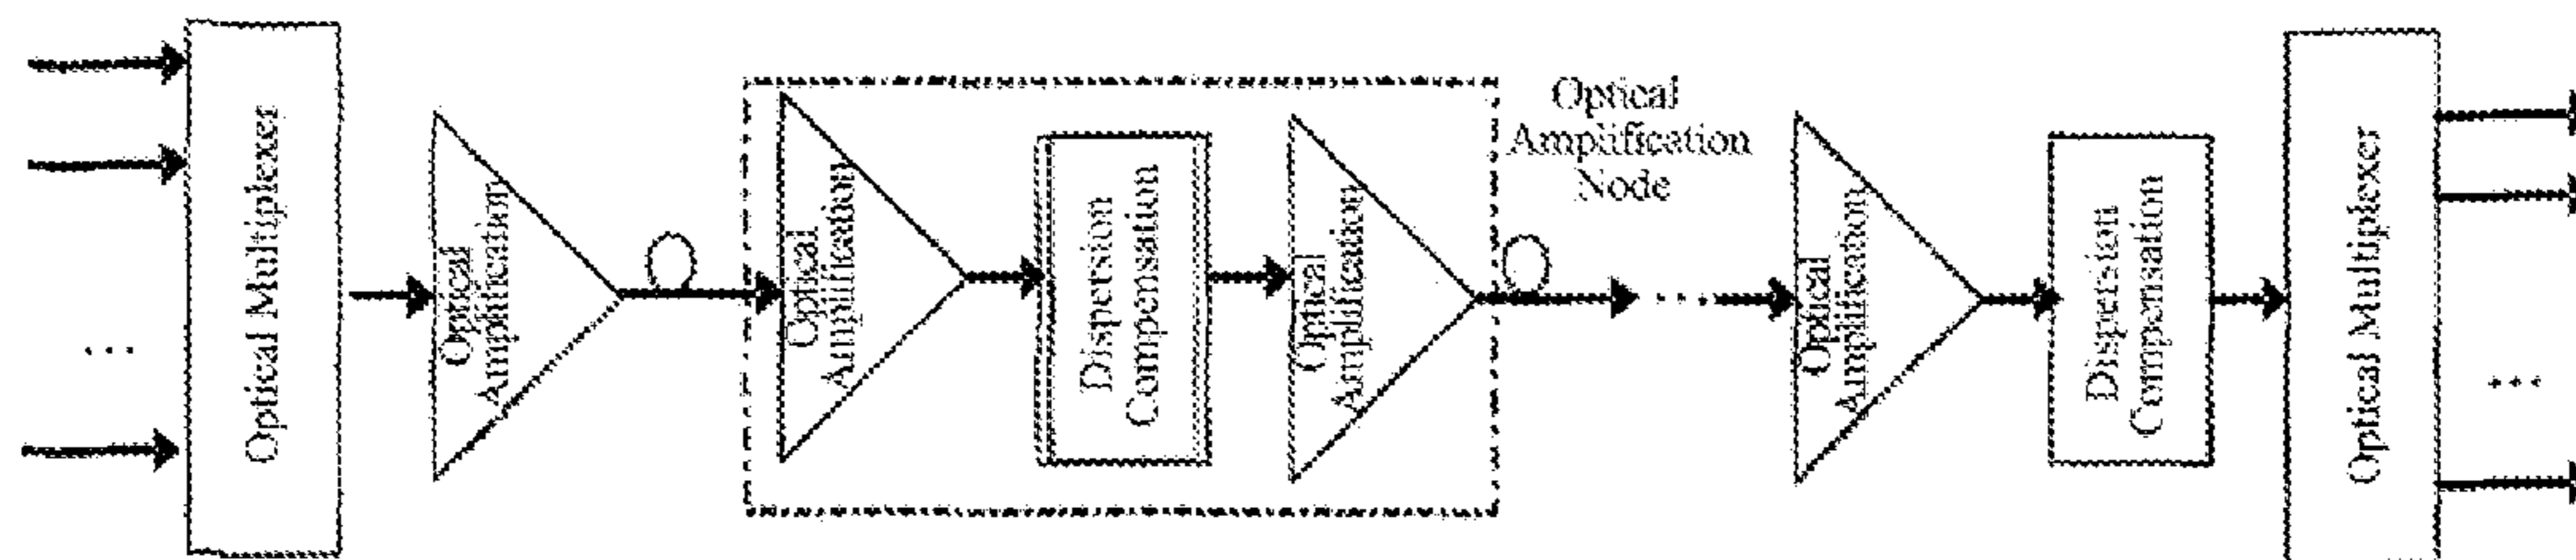 Optical Multiplexer
Optical
Amplification
Optical
Amplification
Dispersion
Compensation
Optical
Amplification
Optical
Amplification
Node
...
Optical
Amplification
Dispersion
Compensation
Optical Multiplexer
...
...